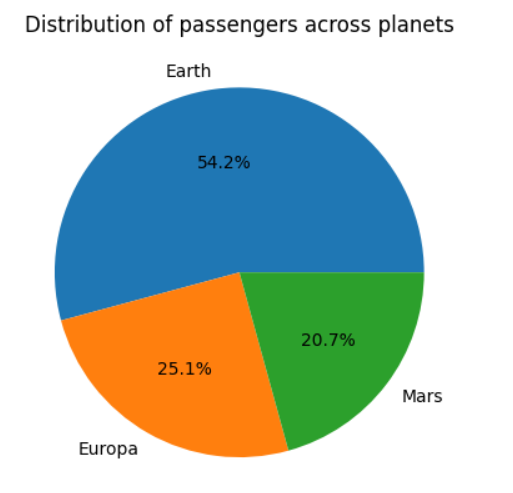 Distribution of passengers across planets
Earth
54.2%
20.7%
25.1%
Mars
Europa